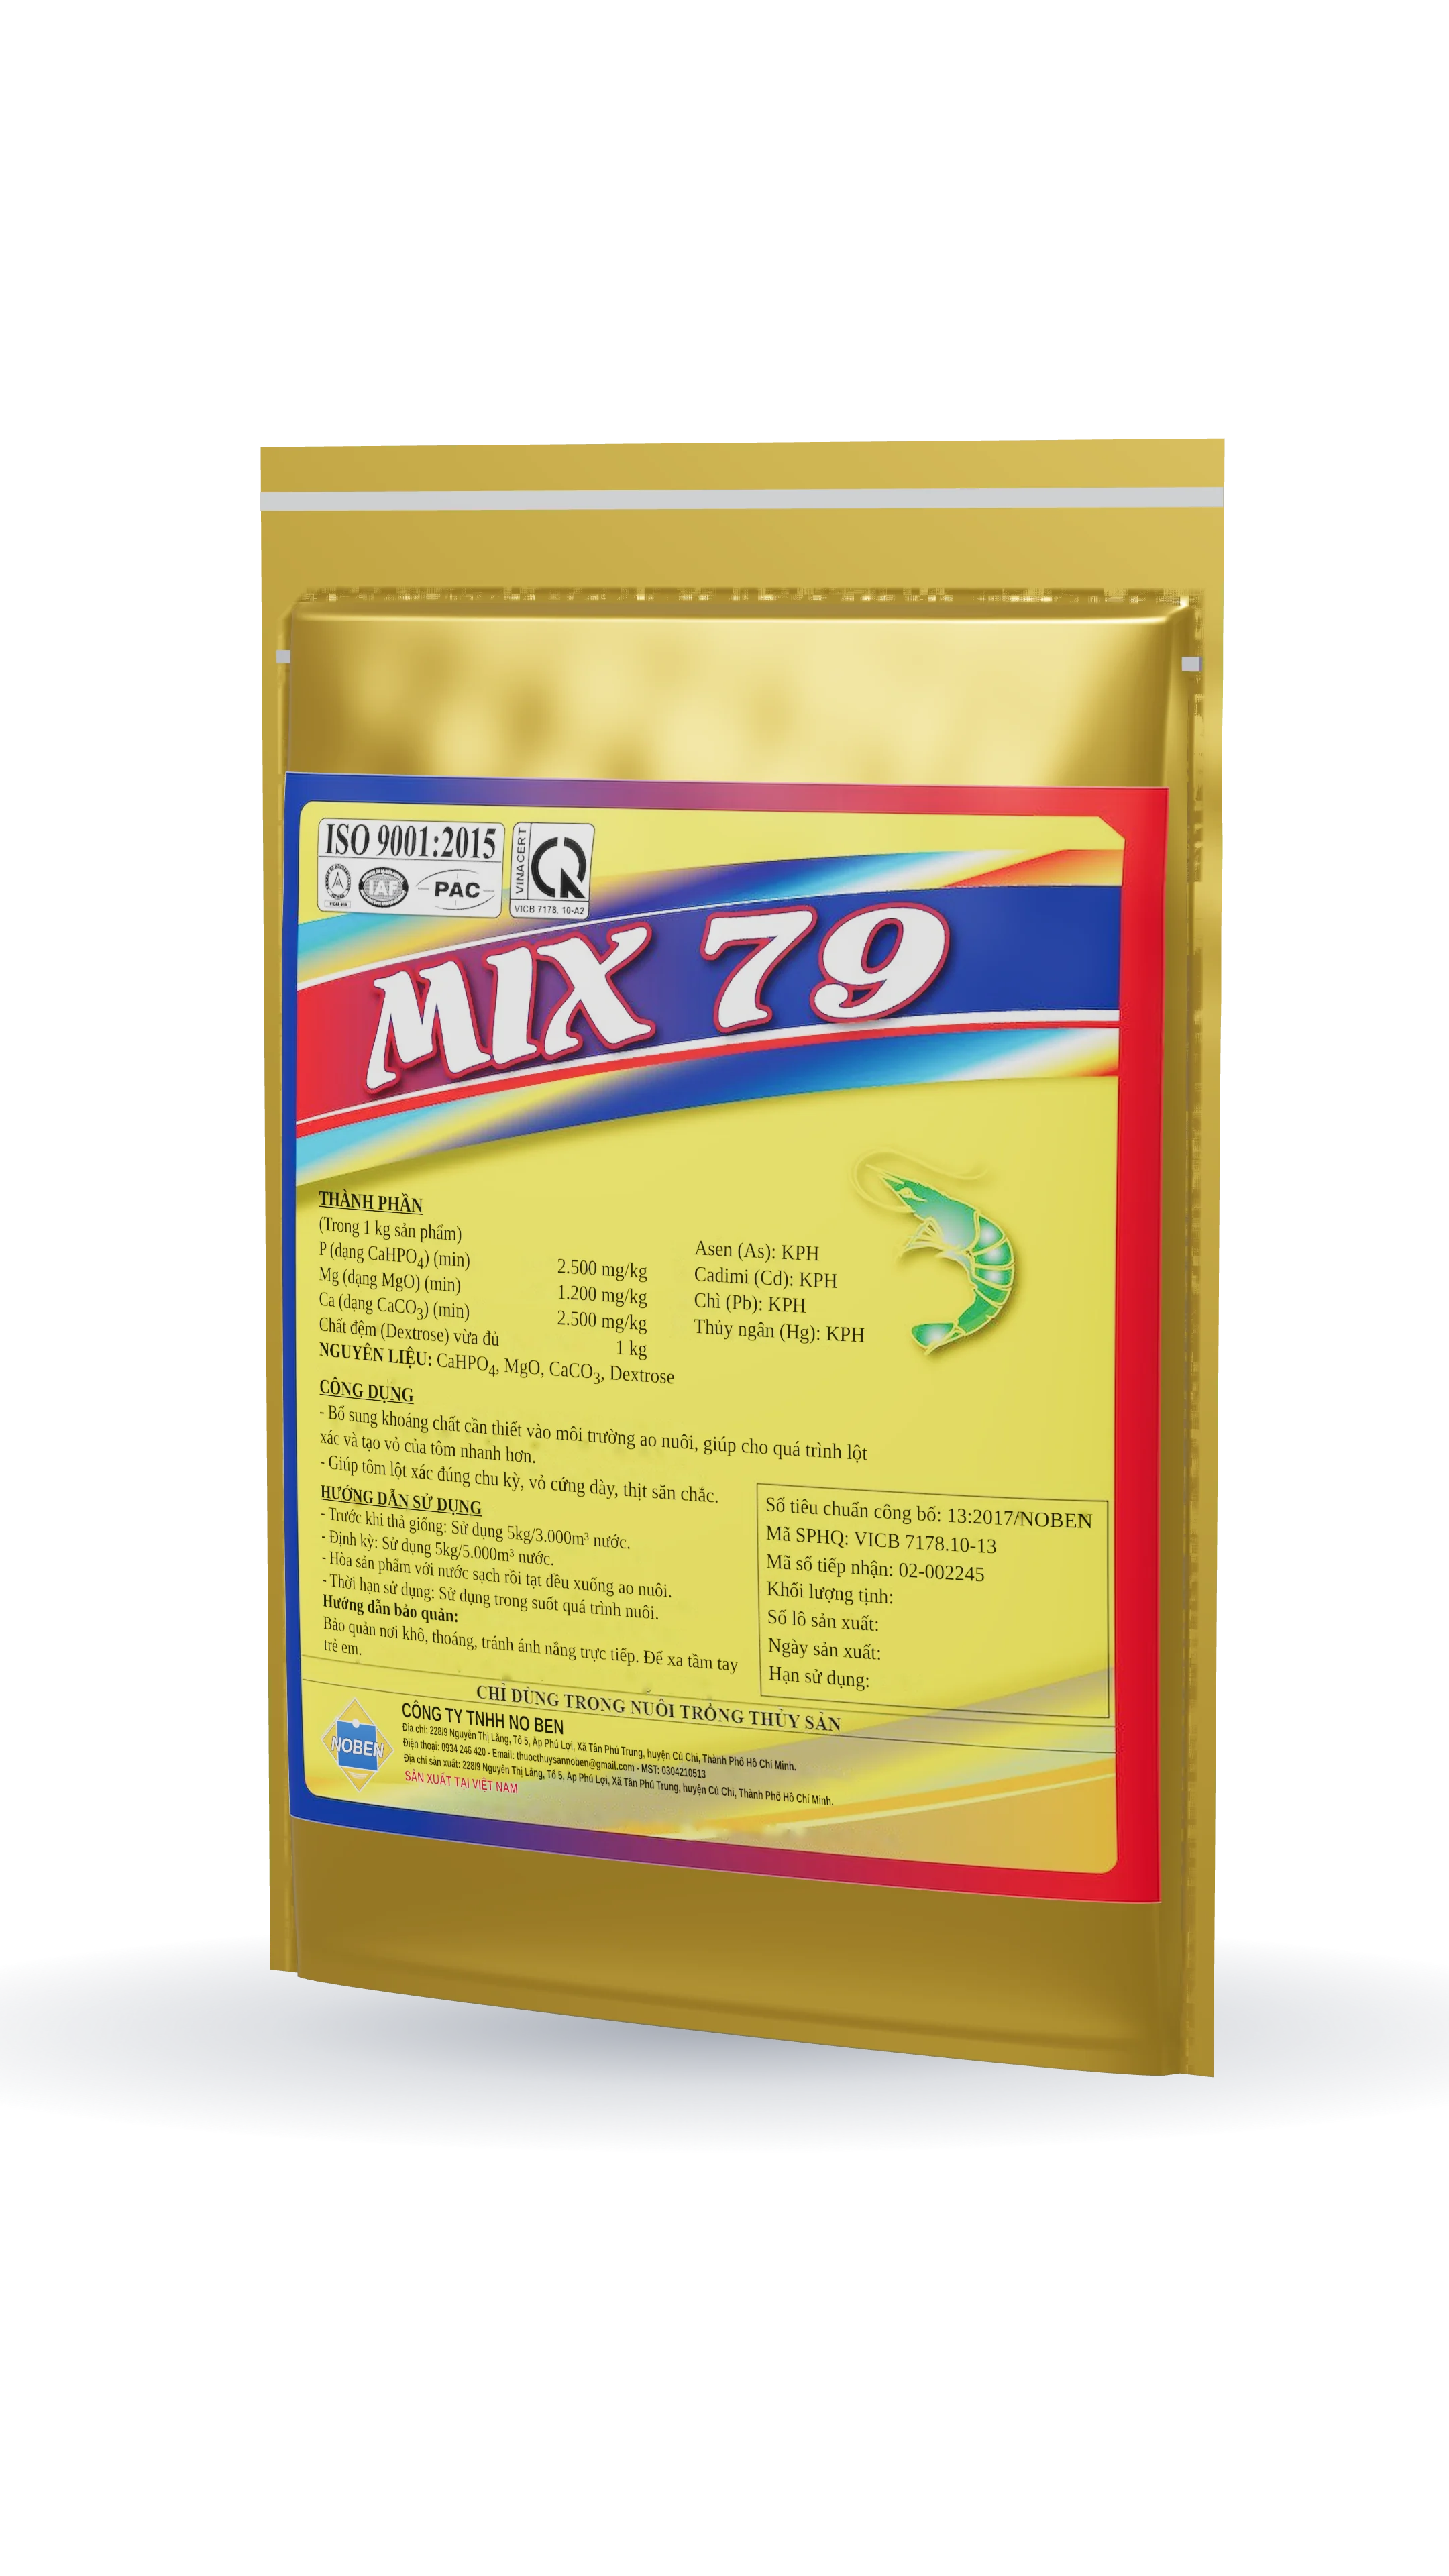 ISO 9001:2015
IAF
PAC
VINACERT
VICB 7178. 10-A2
MIX 79
THÀNH PHẦN
(Trong 1 kg sản phẩm)
P (dạng CaHPO₄) (min) 2.500 mg/kg
Mg (dạng MgO) (min) 1.200 mg/kg
Ca (dạng CaCO₃) (min) 2.500 mg/kg
Chất đệm (Dextrose) vừa đủ 1 kg
Asen (As): KPH
Cadimi (Cd): KPH
Chì (Pb): KPH
Thủy ngân (Hg): KPH
NGUYÊN LIỆU: CaHPO₄, MgO, CaCO₃, Dextrose
CÔNG DỤNG
- Bổ sung khoáng chất cần thiết vào môi trường ao nuôi, giúp cho quá trình lột
xác và tạo vỏ của tôm nhanh hơn.
- Giúp tôm lột xác đúng chu kỳ, vỏ cứng dày, thịt săn chắc.
HƯỚNG DẪN SỬ DỤNG
- Trước khi thả giống: Sử dụng 5kg/3.000m³ nước.
- Định kỳ: Sử dụng 5kg/5.000m³ nước.
- Hòa sản phẩm với nước sạch rồi tạt đều xuống ao nuôi.
- Thời hạn sử dụng: Sử dụng trong suốt quá trình nuôi.
Hướng dẫn bảo quản:
Bảo quản nơi khô, thoáng, tránh ánh nắng trực tiếp. Để xa tầm tay
trẻ em.
Số tiêu chuẩn công bố: 13:2017/NOBEN
Mã SPHQ: VICB 7178.10-13
Mã số tiếp nhận: 02-002245
Khối lượng tịnh:
Số lô sản xuất:
Ngày sản xuất:
Hạn sử dụng:
CHỈ DÙNG TRONG NUÔI TRỒNG THỦY SẢN
NOBEN
CÔNG TY TNHH NO BEN
Địa chỉ: 228/9 Nguyễn Thị Lắng, Tổ 5, Ấp Phú Lợi, Xã Tân Phú Trung, huyện Củ Chi, Thành Phố Hồ Chí Minh.
Điện thoại: 0934 246 420 - Email: thuocthuysannoben@gmail.com - MST: 0304210513
Địa chỉ sản xuất: 228/9 Nguyễn Thị Lắng, Tổ 5, Ấp Phú Lợi, Xã Tân Phú Trung, huyện Củ Chi, Thành Phố Hồ Chí Minh.
SẢN XUẤT TẠI VIỆT NAM